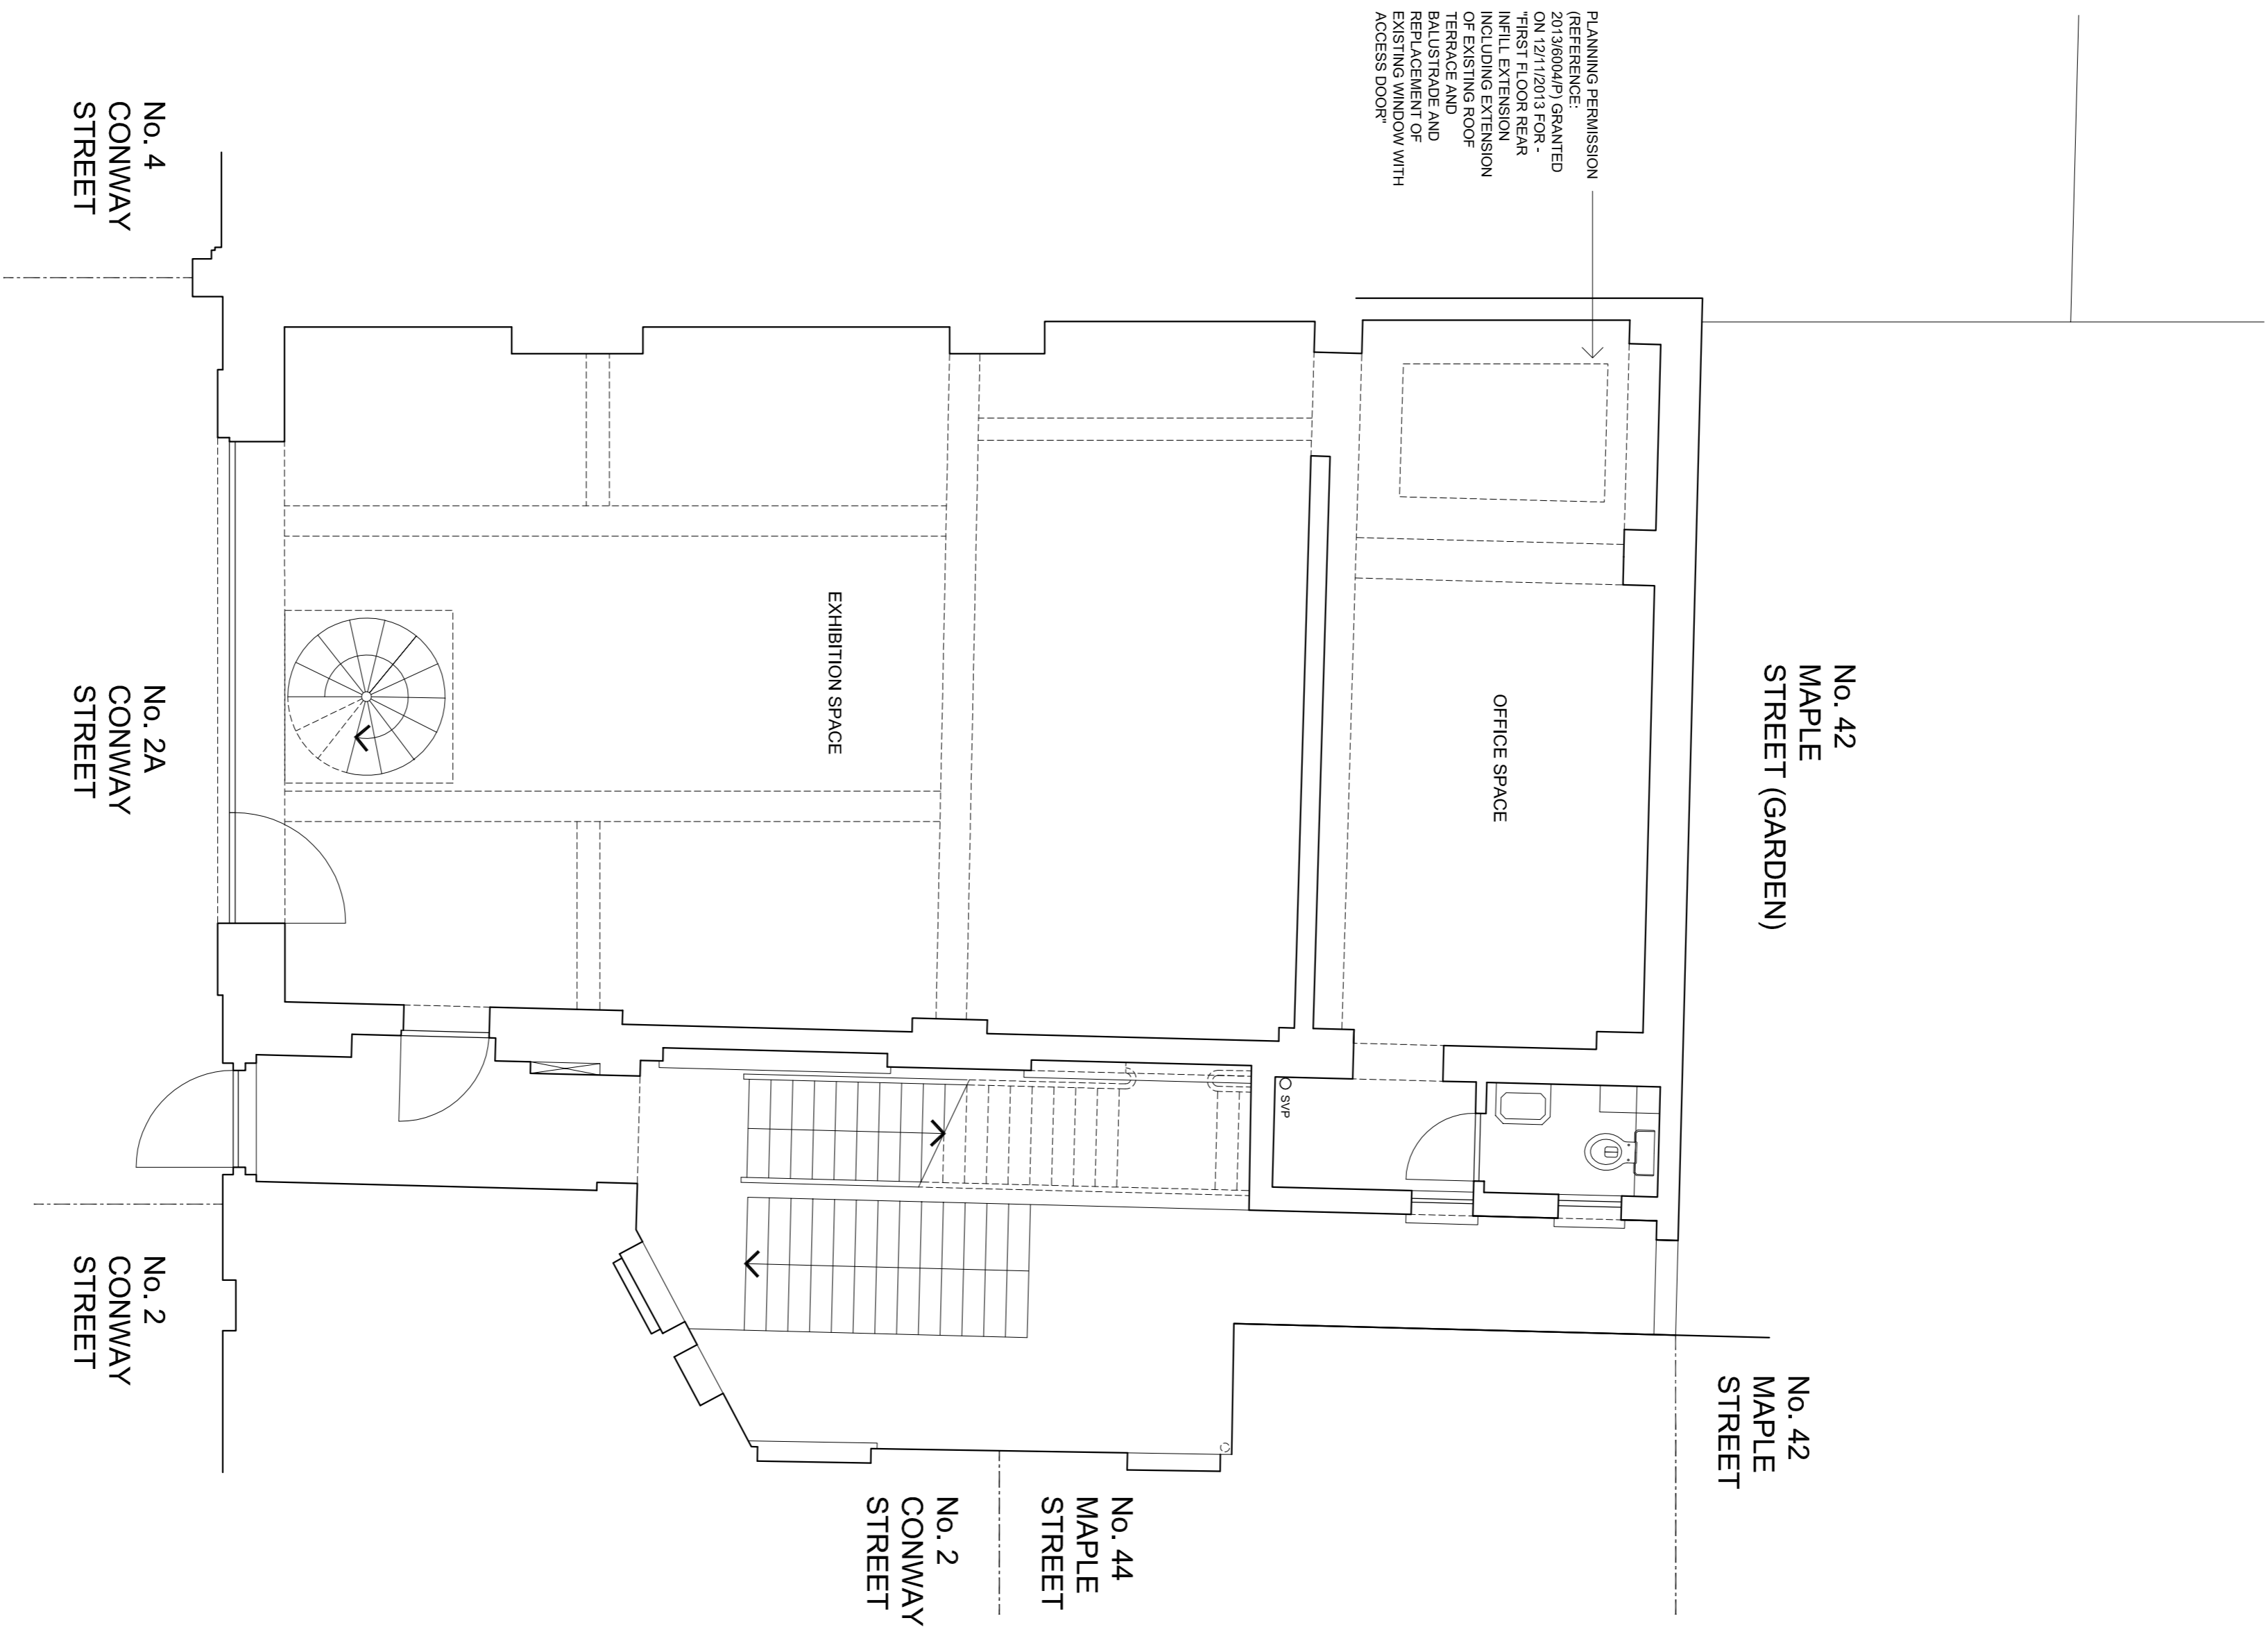 PLANNING PERMISSION
(REFERENCE:
2013/6004/P) GRANTED
ON 12/11/2013 FOR -
"FIRST FLOOR REAR
INFILL EXTENSION
INCLUDING EXTENSION
OF EXISTING ROOF
TERRACE AND
BALUSTRADE AND
REPLACEMENT OF
EXISTING WINDOW WITH
ACCESS DOOR"
No. 42
MAPLE
STREET (GARDEN)
No. 42
MAPLE
STREET
OFFICE SPACE
SVP
No. 44
MAPLE
STREET
No. 2
CONWAY
STREET
EXHIBITION SPACE
No. 4
CONWAY
STREET
No. 2A
CONWAY
STREET
No. 2
CONWAY
STREET